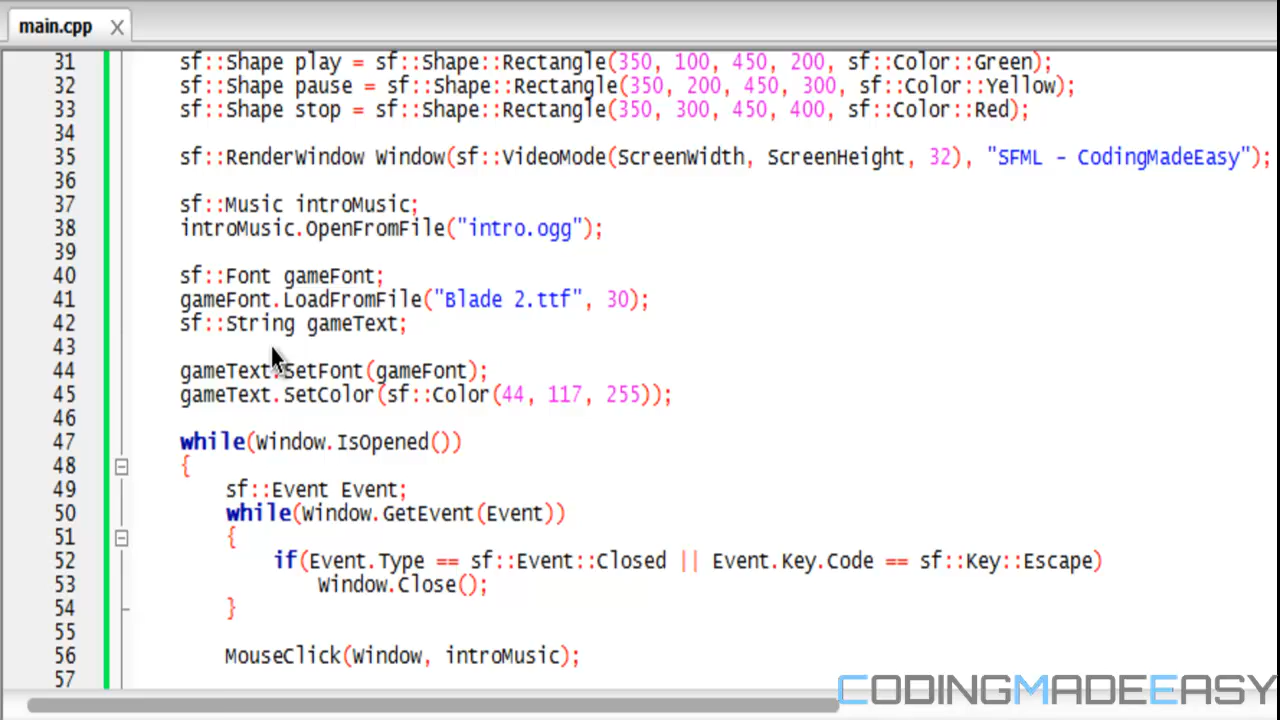 main.cpp
31 sf::Shape play = sf::Shape::Rectangle(350, 100, 450, 200, sf::Color::Green);
32 sf::Shape pause = sf::Shape::Rectangle(350, 200, 450, 300, sf::Color::Yellow);
33 sf::Shape stop = sf::Shape::Rectangle(350, 300, 450, 400, sf::Color::Red);
34
35 sf::RenderWindow Window(sf::VideoMode(ScreenWidth, ScreenHeight, 32), "SFML - CodingMadeEasy");
36
37 sf::Music introMusic;
38 introMusic.OpenFromFile("intro.ogg");
39
40 sf::Font gameFont;
41 gameFont.LoadFromFile("Blade 2.ttf", 30);
42 sf::String gameText;
43
44 gameText.SetFont(gameFont);
45 gameText.SetColor(sf::Color(44, 117, 255));
46
47 while(Window.IsOpened())
48 {
49 sf::Event Event;
50 while(Window.GetEvent(Event))
51 {
52 if(Event.Type == sf::Event::Closed || Event.Key.Code == sf::Key::Escape)
53 Window.Close();
54 }
55
56 MouseClick(Window, introMusic);
57
CODINGMADEEASY